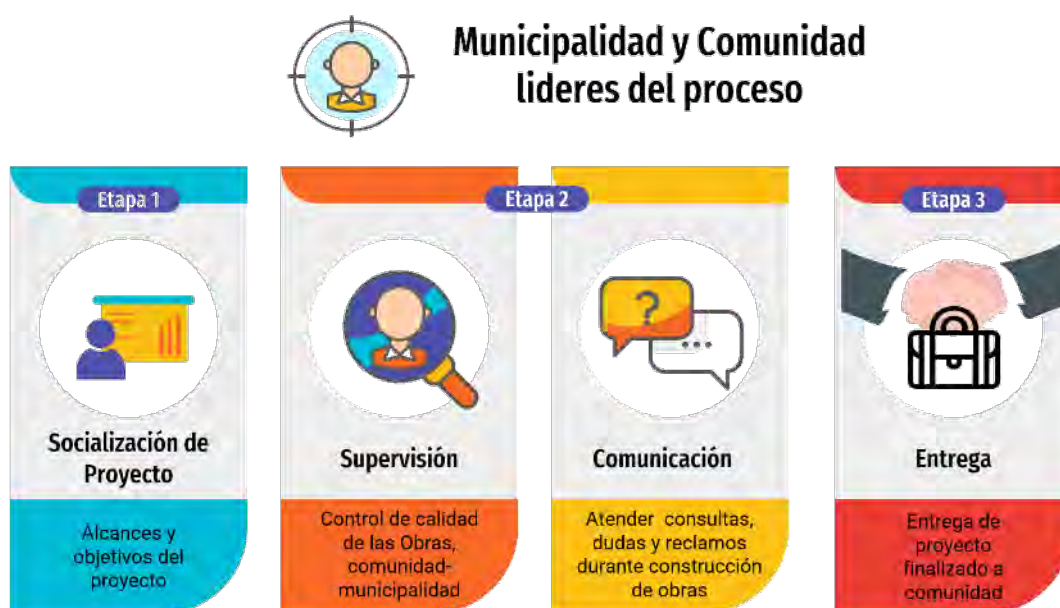 Municipalidad y Comunidad
lideres del proceso
Etapa 1
Socialización de
Proyecto
Alcances y
objetivos del
proyecto
Etapa 2
Supervisión
Control de calidad
de las Obras,
comunidad-
municipalidad
?
Comunicación
Atender consultas,
dudas y reclamos
durante construcción
de obras
Etapa 3
Entrega
Entrega de
proyecto
finalizado a
comunidad